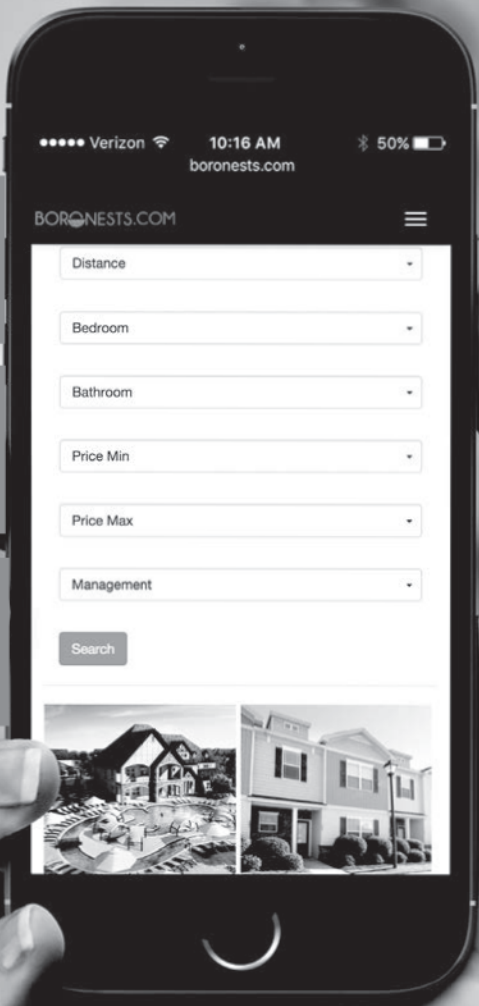 Verizon 10:16 AM 50%
boronests.com
BORONESTS.COM
Distance
Bedroom
Bathroom
Price Min
Price Max
Management
Search